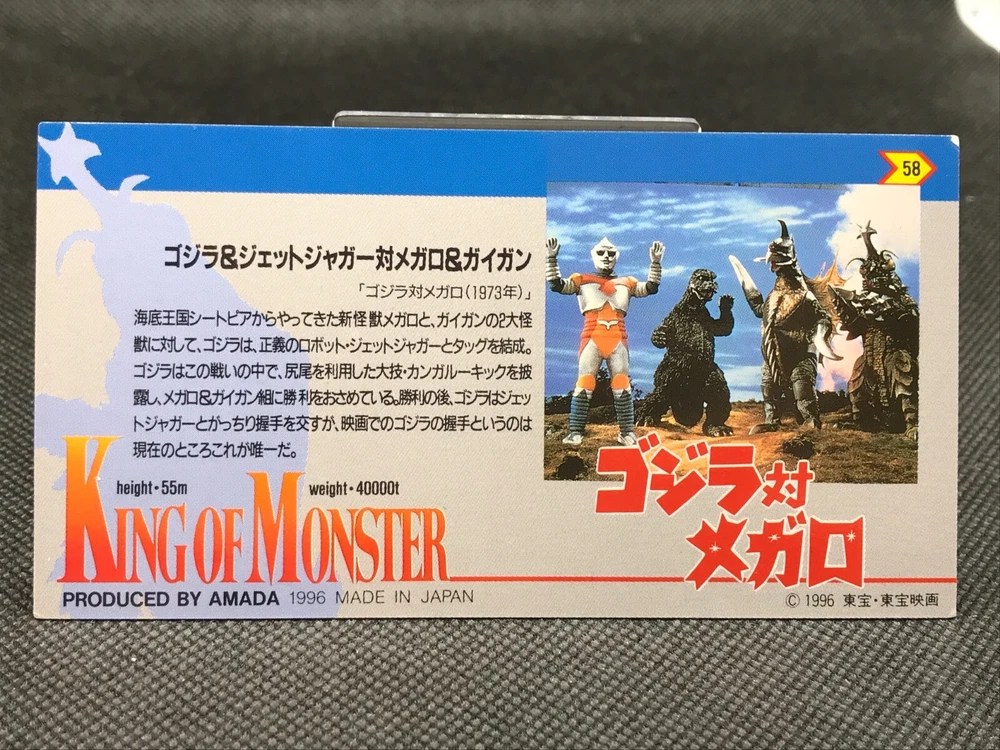 58
ゴジラ&ジェットジャガー対メガロ&ガイガン
「ゴジラ対メガロ(1973年)」
海底王国シートピアからやってきた新怪獣メガロと、ガイガンの2大怪
獣に対して、ゴジラは、正義のロボット・ジェットジャガーとタッグを結成。
ゴジラはこの戦いの中で、尻尾を利用した大技・カンガルーキックを披
露し、メガロ&ガイガン組に勝利をおさめている。勝利の後、ゴジラはジェッ
トジャガーとがっちり握手を交すが、映画でのゴジラの握手というのは
現在のところこれが唯一だ。
height・55m weight・40000t
KING OF MONSTER
ゴジラ対
メガロ
PRODUCED BY AMADA 1996 MADE IN JAPAN
© 1996 東宝・東宝映画